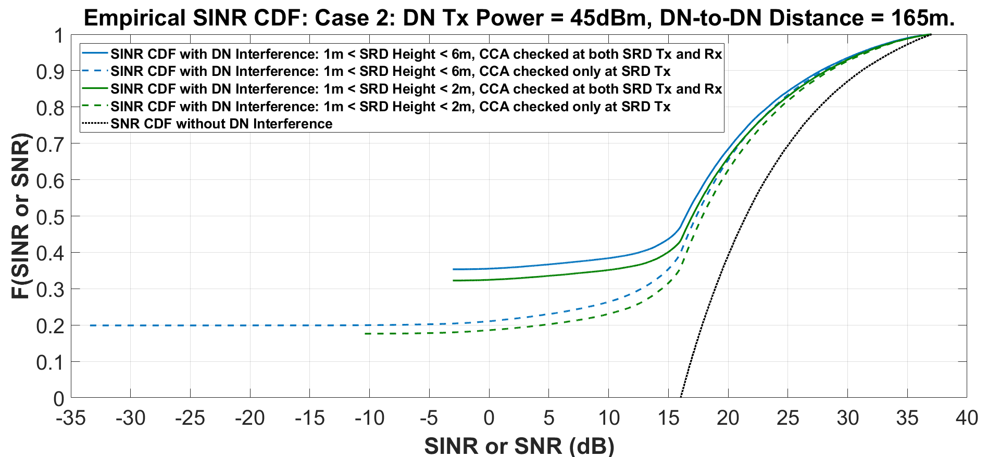 Empirical SINR CDF: Case 2: DN Tx Power = 45dBm, DN-to-DN Distance = 165m.
SINR CDF with DN Interference: 1m < SRD Height < 6m, CCA checked at both SRD Tx and Rx
SINR CDF with DN Interference: 1m < SRD Height < 6m, CCA checked only at SRD Tx
SINR CDF with DN Interference: 1m < SRD Height < 2m, CCA checked at both SRD Tx and Rx
SINR CDF with DN Interference: 1m < SRD Height < 2m, CCA checked only at SRD Tx
SNR CDF without DN Interference
F(SINR or SNR)
1
0.9
0.8
0.7
0.6
0.5
0.4
0.3
0.2
0.1
0
-35 -30 -25 -20 -15 -10 -5 0 5 10 15 20 25 30 35 40
SINR or SNR (dB)